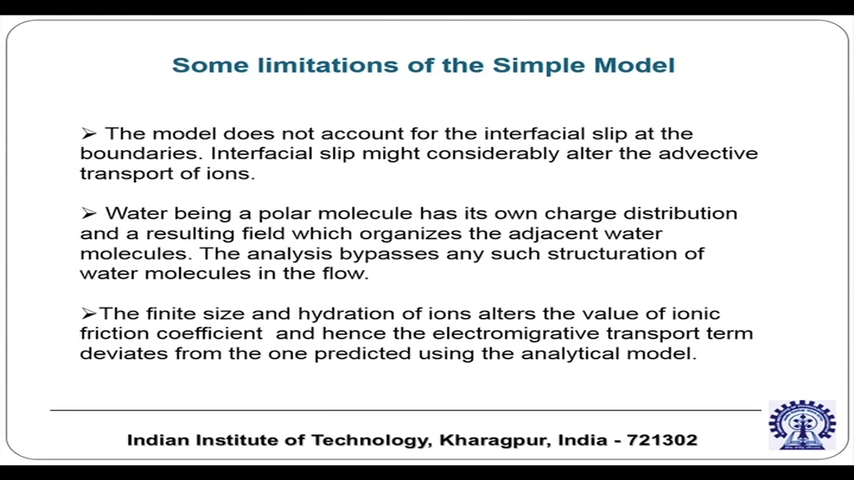 Some limitations of the Simple Model
➢ The model does not account for the interfacial slip at the
boundaries. Interfacial slip might considerably alter the advective
transport of ions.
➢ Water being a polar molecule has its own charge distribution
and a resulting field which organizes the adjacent water
molecules. The analysis bypasses any such structuration of
water molecules in the flow.
➢The finite size and hydration of ions alters the value of ionic
friction coefficient and hence the electromigrative transport term
deviates from the one predicted using the analytical model.
Indian Institute of Technology, Kharagpur, India - 721302